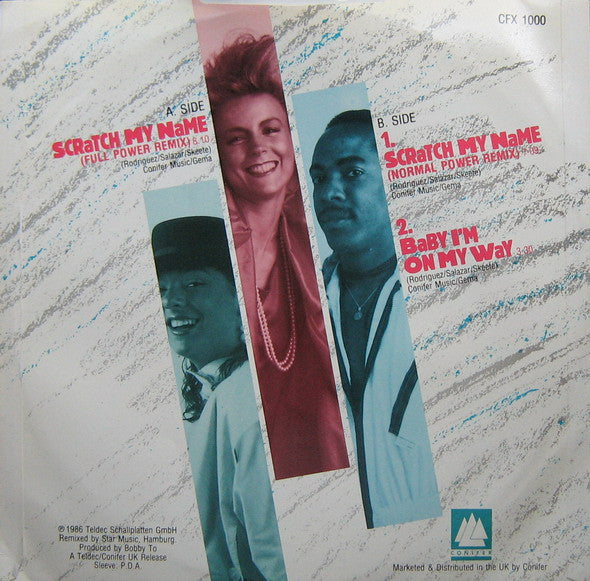 CFX 1000
A SIDE
SCRaTCH MY NaME
(FULL POWER REMIX) 6.10
(Rodriguez/Salazar/Skeete)
Conifer Music/Gema
B. SIDE
1.
SCRaTCH MY NaME
(NORMAL POWER REMIX)
(Rodriguez/Salazar/Skeete)
Conifer Music/Gema
2.
BaBY I'M
ON MY WaY 3-30
(Rodriguez/Salazar/Skeete)
Conifer Music/Gema
℗ 1986 Teldec Schallplatten GmbH
Remixed by Star Music, Hamburg.
Produced by Bobby To
A Teldec/Conifer UK Release
Sleeve: P.D.A
CONIFER
Marketed & Distributed in the UK by Conifer